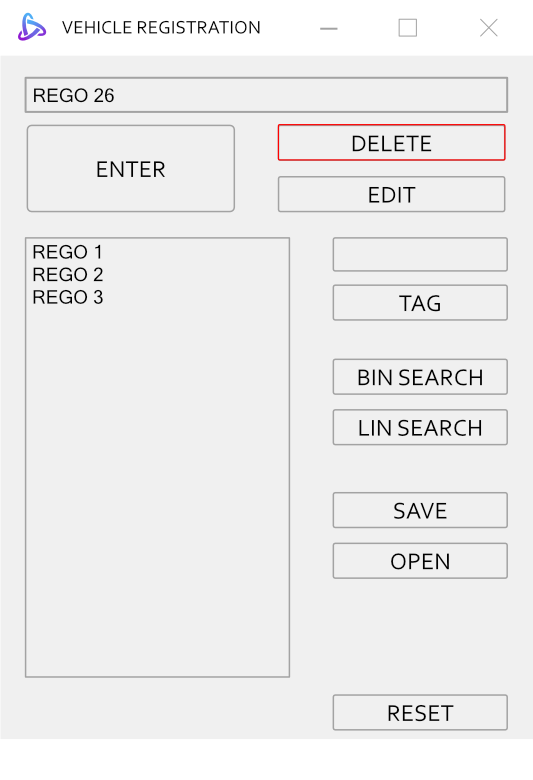 VEHICLE REGISTRATION
REGO 26
ENTER
DELETE
EDIT
REGO 1
REGO 2
REGO 3
TAG
BIN SEARCH
LIN SEARCH
SAVE
OPEN
RESET